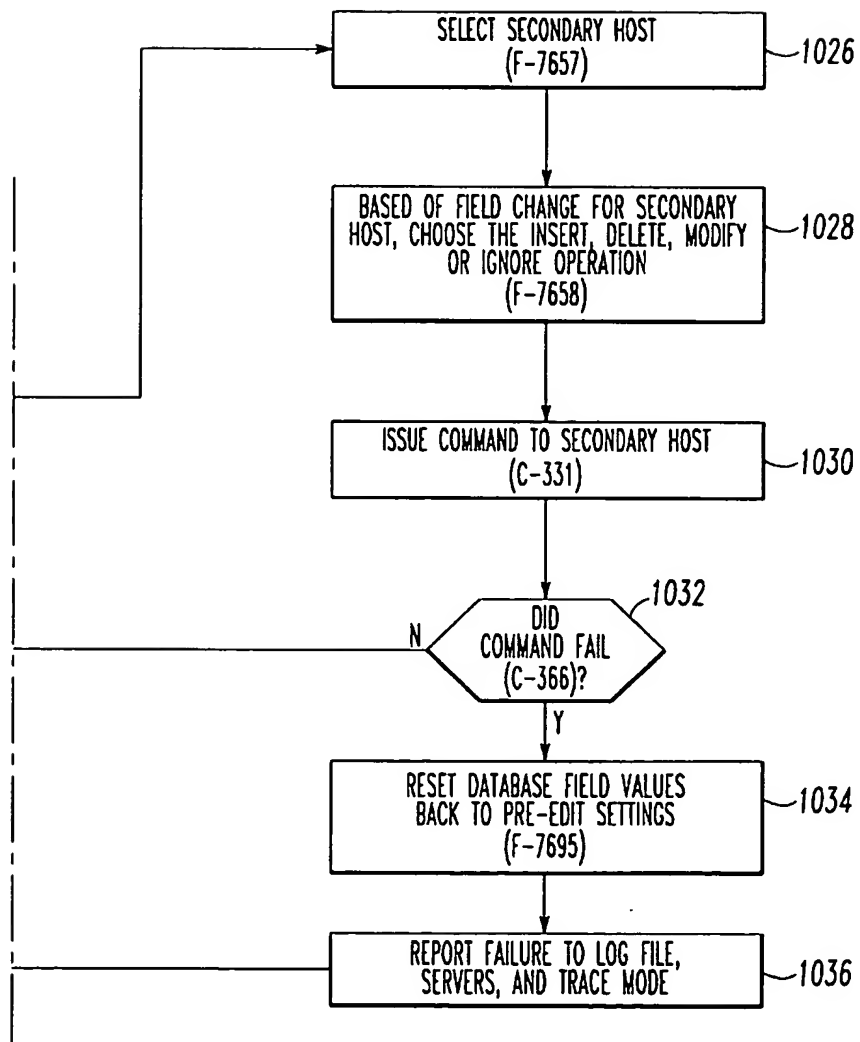 SELECT SECONDARY HOST
(F-7657)
1026
BASED OF FIELD CHANGE FOR SECONDARY
HOST, CHOOSE THE INSERT, DELETE, MODIFY
OR IGNORE OPERATION
(F-7658)
1028
ISSUE COMMAND TO SECONDARY HOST
(C-331)
1030
DID
COMMAND FAIL
(C-366)?
1032
N
Y
RESET DATABASE FIELD VALUES
BACK TO PRE-EDIT SETTINGS
(F-7695)
1034
REPORT FAILURE TO LOG FILE,
SERVERS, AND TRACE MODE
1036